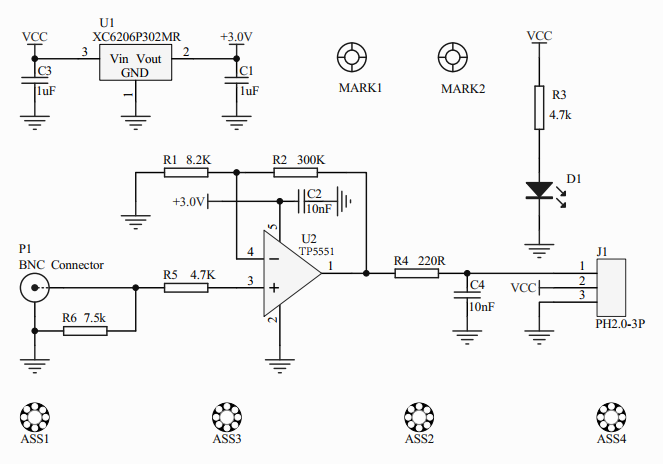 U1
XC6206P302MR
VCC
+3.0V
3
Vin Vout
2
GND
1
C3
1uF
C1
1uF
MARK1
MARK2
VCC
R3
4.7k
D1
R1 8.2K
R2 300K
+3.0V
C2
10nF
5
U2
TP5551
4
3
1
2
P1
BNC Connector
R5 4.7K
R6 7.5k
R4 220R
C4
10nF
J1
1
VCC
2
3
PH2.0-3P
ASS1
ASS3
ASS2
ASS4